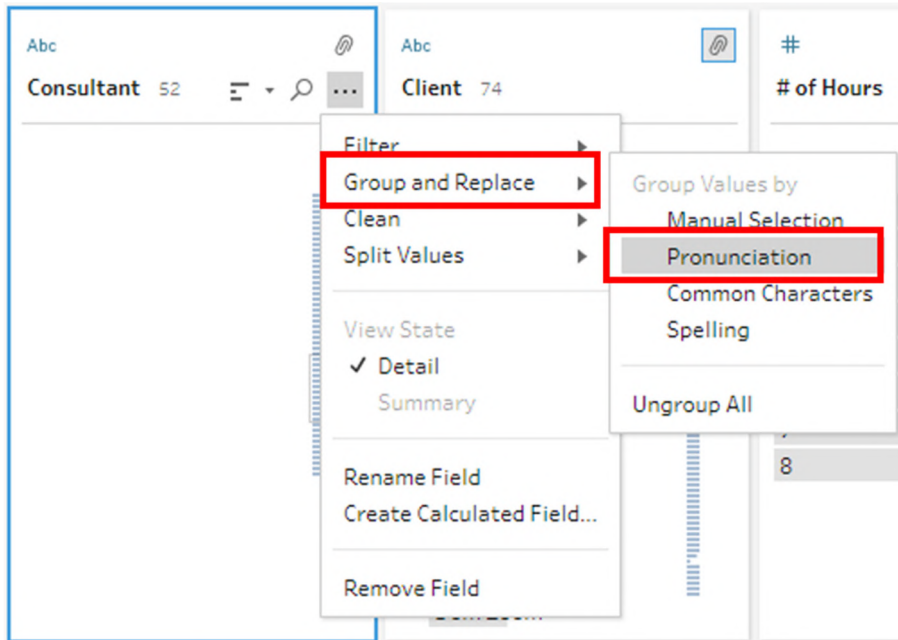 Abc
Consultant 52
Abc
Client 74
#
# of Hours
Filter
Group and Replace
Clean
Split Values
View State
✓ Detail
Summary
Rename Field
Create Calculated Field...
Remove Field
Group Values by
Manual Selection
Pronunciation
Common Characters
Spelling
Ungroup All
8